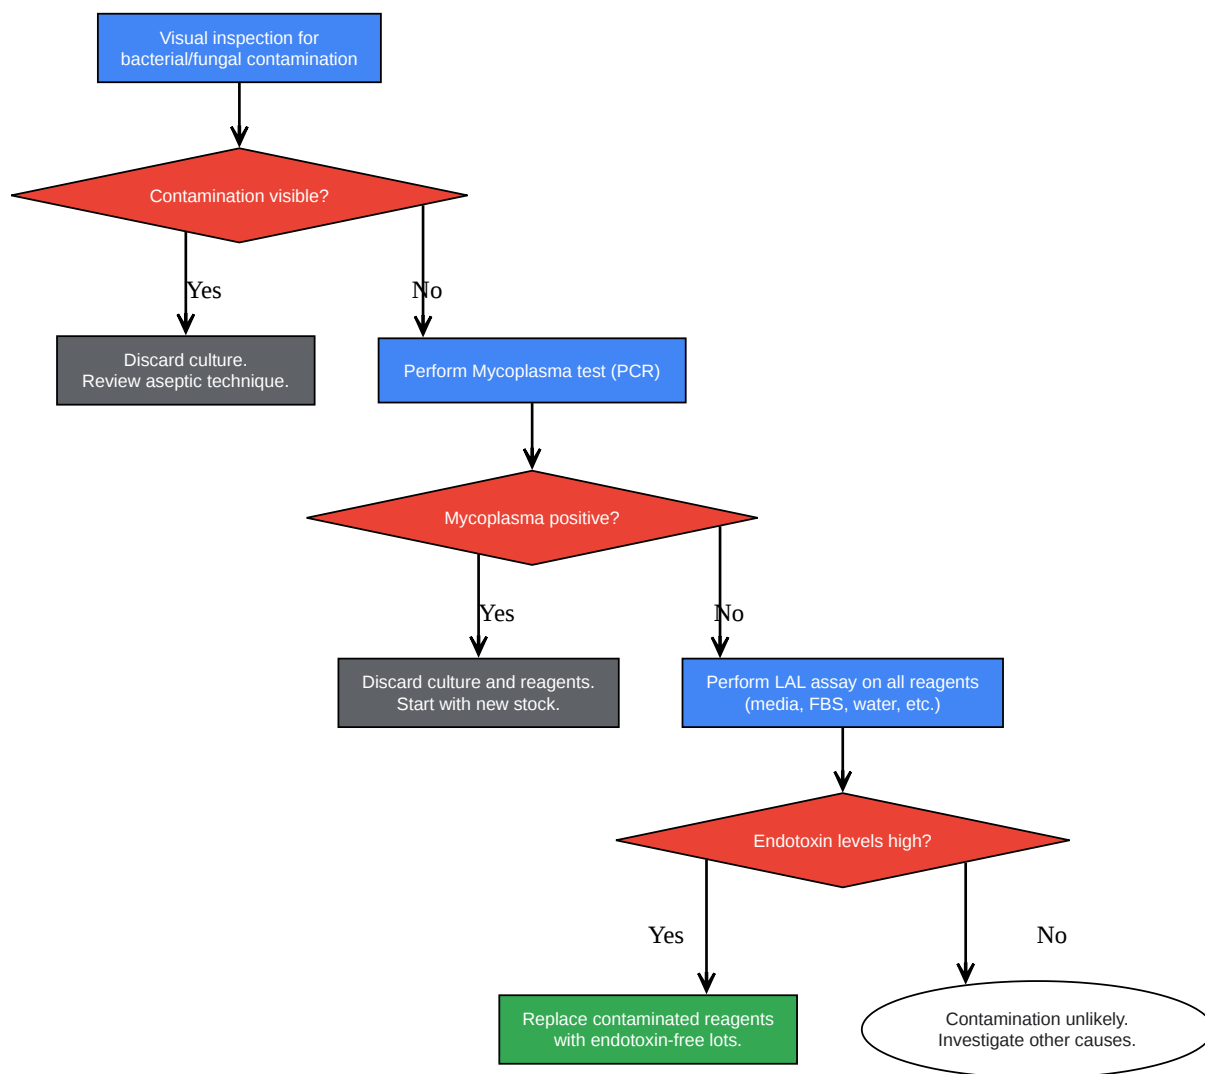 Visual inspection for
bacterial/fungal contamination
Contamination visible?
Yes
No
Discard culture.
Review aseptic technique.
Perform Mycoplasma test (PCR)
Mycoplasma positive?
Yes
No
Discard culture and reagents.
Start with new stock.
Perform LAL assay on all reagents
(media, FBS, water, etc.)
Endotoxin levels high?
Yes
No
Replace contaminated reagents
with endotoxin-free lots.
Contamination unlikely.
Investigate other causes.